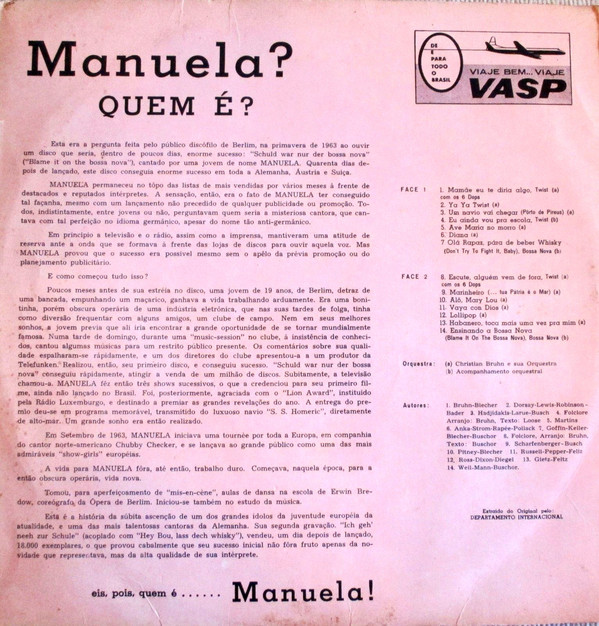 Manuela?
QUEM É?
Esta era a pergunta feita pelo público discófilo de Berlim, na primavera de 1963 ao ouvir
um disco que seria, dentro de poucos dias, enorme sucesso: "Schuld war nur der bossa nova"
("Blame it on the bossa nova"), cantado por uma jovem de nome MANUELA. Quarenta dias de-
pois de lançado, este disco conseguia enorme sucesso em toda a Alemanha, Áustria e Suíça.
MANUELA permaneceu no tôpo das listas de mais vendidas por vários meses à frente de
destacados e reputados intérpretes. A sensação, então, era o fato de MANUELA ter conseguido
tal façanha, mesmo com um lançamento não precedido de qualquer publicidade ou promoção. To-
dos, indistintamente, entre jovens ou não, perguntavam quem seria a misteriosa cantora, que can-
tava com tal perfeição no idioma germânico, apesar do nome tão anti-germânico.
Em princípio a televisão e o rádio, assim como a imprensa, mantiveram uma atitude de
reserva ante a onda que se formava à frente das lojas de discos para ouvir aquela voz. Mas
MANUELA provou que o sucesso era possível mesmo sem o apêlo da prévia promoção ou do
planejamento publicitário.
E como começou tudo isso?
Poucos meses antes de sua estréia no disco, uma jovem de 19 anos, de Berlim, detraz de
uma bancada, empunhando um maçarico, ganhava a vida trabalhando arduamente. Era uma boni-
tinha, porém obscura operária de uma indústria eletrônica, que nas suas tardes de folga, tinha
como diversão frequentar com alguns amigos, um clube de campo. Nem em seus melhores
sonhos, a jovem previa que ali iria encontrar a grande oportunidade de se tornar mundialmente
famosa. Numa tarde de domingo, durante uma "music-session" no clube, à insistência de conheci-
dos, cantou algumas músicas para um restrito público presente. Os comentários sobre sua quali-
dade espalharam-se ràpidamente, e um dos diretores do clube apresentou-a a um produtor da
Telefunken. Realizou, então, seu primeiro disco, e conseguiu sucesso. "Schuld war nur der bossa
nova" conseguiu ràpidamente, atingir a venda de um milhão de discos. Subitamente, a televisão
chamou-a. MANUELA fêz então três shows sucessivos, o que a credenciou para seu primeiro fil-
me, ainda não lançado no Brasil. Foi, posteriormente, agraciada com o "Lion Award", instituído
pela Rádio Luxemburgo, e destinado a premiar as grandes revelações do ano. A entrega do prê-
mio deu-se em programa memorável, transmitido do luxuoso navio "S. S. Homeric", diretamente
de alto-mar. Um grande sonho era então realizado.
Em Setembro de 1963, MANUELA iniciava uma tournée por toda a Europa, em companhia
do cantor norte-americano Chubby Checker, e se lançava ao grande público como uma das mais
admiráveis "show-girls" européias.
A vida para MANUELA fôra, até então, trabalho duro. Começava, naquela época, para a
então obscura operária, vida nova.
Tomou, para aperfeiçoamento de "mis-en-cène", aulas de dansa na escola de Erwin Bre-
dow, coreógrafo da Ópera de Berlim. Iniciou-se também no estudo da música.
Esta é a história da súbita ascenção de um dos grandes ídolos da juventude européia da
atualidade, e uma das mais talentosas cantoras da Alemanha. Sua segunda gravação, "Ich geh'
noch zur Schule" (acoplado com "Hey Bou, lass dech whisky"), vendeu, um dia depois de lançado,
18.000 exemplares, o que provou cabalmente que seu sucesso inicial não fôra fruto apenas da no-
vidade que representava, mas da alta qualidade de sua intérprete.
eis, pois, quem é ...... Manuela!
DE
E
PARA
TODO
O
BRASIL
VIAJE BEM...VIAJE
VASP
FACE 1
1. Mamãe eu te diria algo, Twist (a)
com os 6 Dops
2. Ya Ya Twist (a)
3. Um navio vai chegar (Pôrto de Pireus) (a)
4. Eu ainda vou pra escola, Twist (b)
5. Ave Maria no morro (a)
6. Diana (a)
7 Olá Rapas, pára de beber Whisky
(Don't Try To Fight It, Baby), Bossa Nova (b)
FACE 2
8. Escute, alguém vem de fora, Twist (a)
com os 6 Dops
9. Marinheiro (... tua Pátria é o Mar) (a)
10. Alô, Mary Lou (a)
11. Vaya con Dios (a)
12. Lollipop (a)
13. Habanero, toca mais uma vez pra mim (a)
14. Ensinando a Bossa Nova
(Blame It On The Bossa Nova), Bossa Nova (b)
Orquestra:
(a) Christian Bruhn e sua Orquestra
(b) Acompanhamento orquestral
Autores:
1. Bruhn-Blecher 2. Dorsay-Lewis-Robinson-
Bader 3. Hadjidakis-Larue-Busch 4. Folclore
Arranjo: Bruhn, Texto: Loose 5. Martins
6. Anka-Strom-Rapée-Pollack 7. Goffin-Keller-
Blecher-Buschor 8. Folclore, Arranjo: Bruhn,
Texto: Buschor 9. Scharfenberger- Busch
10. Pitney-Blecher 11. Russell-Pepper-Felis
12. Ross-Dixon-Diegel 13. Gietz-Feltz
14. Weil-Mann-Buschor.
Extraido do Original pelo:
DEPARTAMENTO INTERNACIONAL